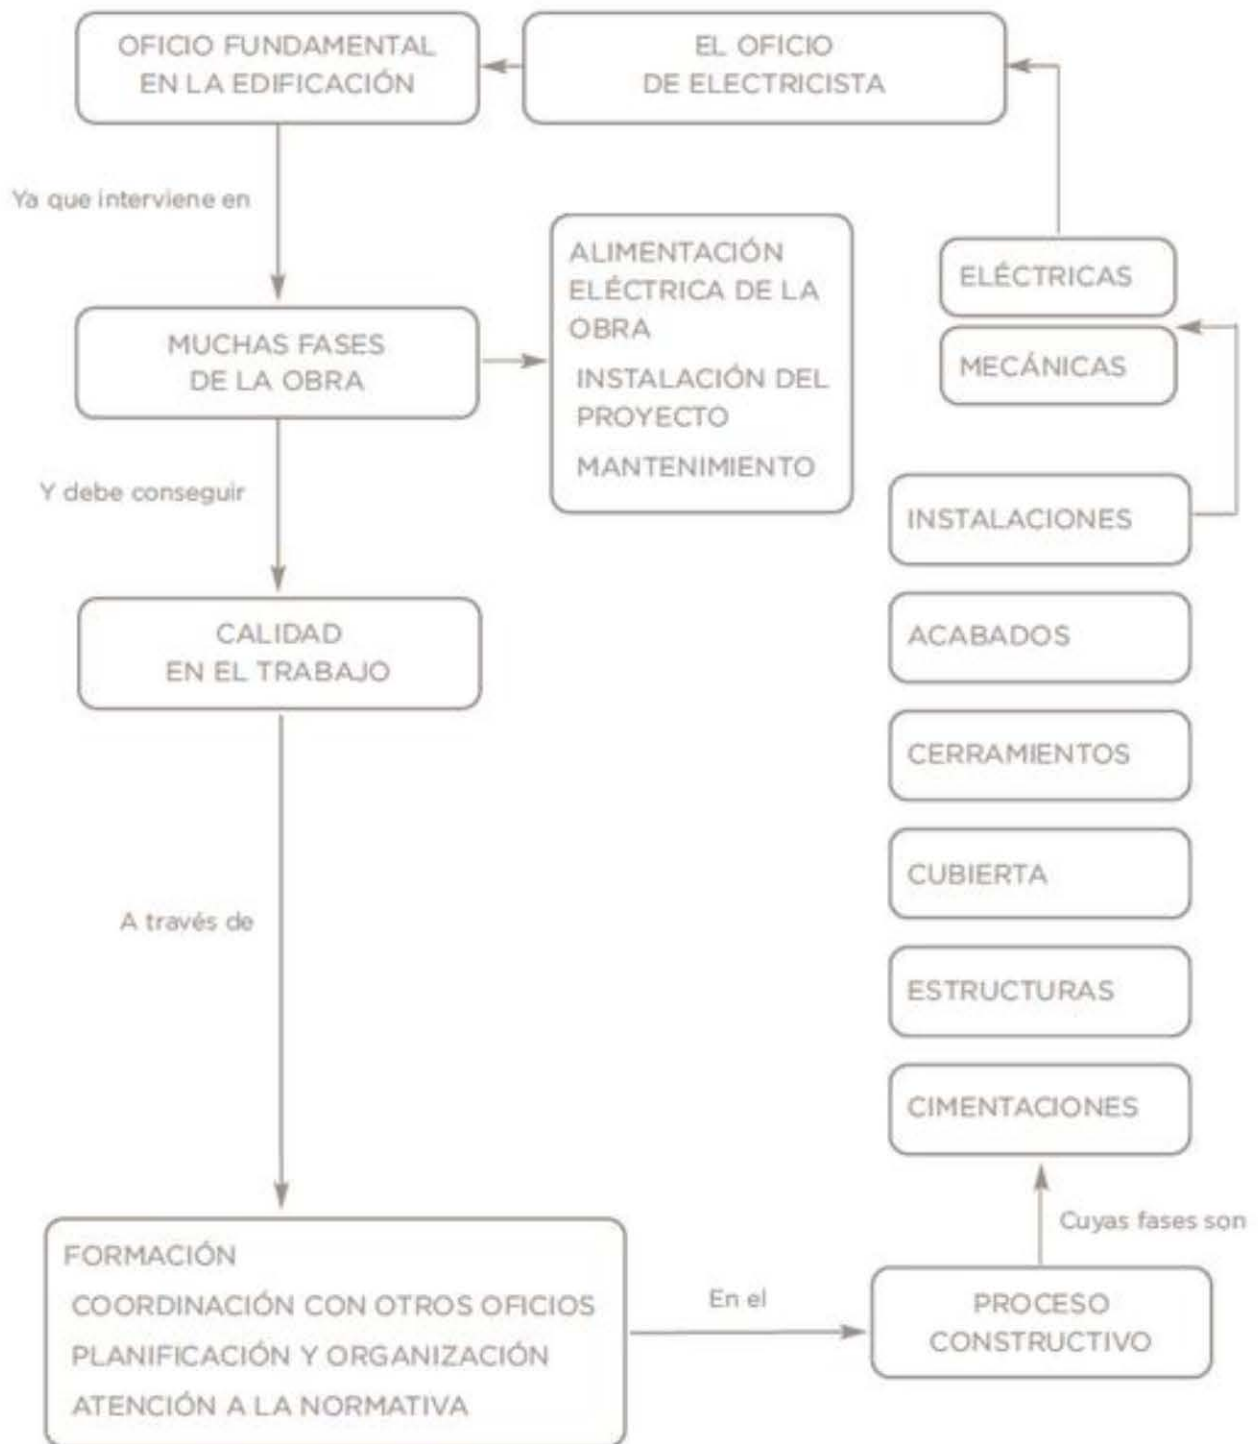 OFICIO FUNDAMENTAL
EN LA EDIFICACIÓN
EL OFICIO
DE ELECTRICISTA
Ya que interviene en
MUCHAS FASES
DE LA OBRA
ALIMENTACIÓN
ELÉCTRICA DE LA
OBRA
INSTALACIÓN DEL
PROYECTO
MANTENIMIENTO
ELÉCTRICAS
MECÁNICAS
Y debe conseguir
CALIDAD
EN EL TRABAJO
INSTALACIONES
ACABADOS
CERRAMIENTOS
CUBIERTA
ESTRUCTURAS
CIMENTACIONES
A través de
Cuyas fases son
FORMACIÓN
COORDINACIÓN CON OTROS OFICIOS
PLANIFICACIÓN Y ORGANIZACIÓN
ATENCIÓN A LA NORMATIVA
En el
PROCESO
CONSTRUCTIVO